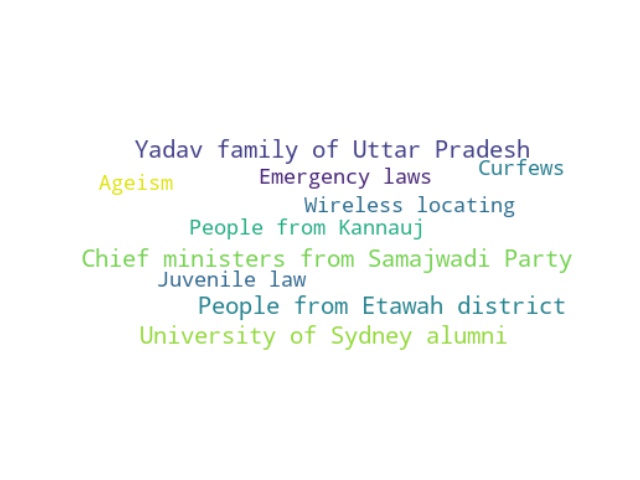 Yadav family of Uttar Pradesh
Curfews
Emergency laws
Ageism
Wireless locating
People from Kannauj
Chief ministers from Samajwadi Party
Juvenile law
People from Etawah district
University of Sydney alumni